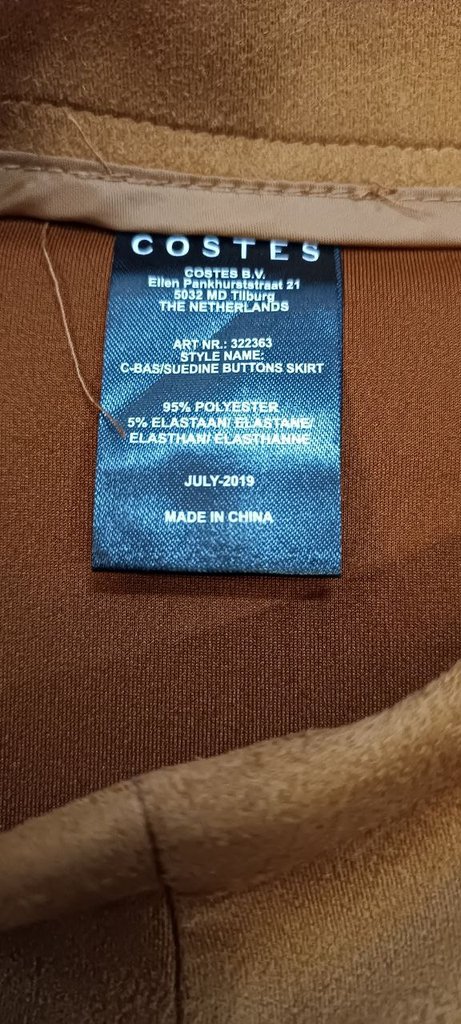 COSTES
COSTES B.V.
Ellen Pankhurststraat 21
5032 MD Tilburg
THE NETHERLANDS
ART NR.: 322363
STYLE NAME:
C-BAS/SUEDINE BUTTONS SKIRT
95% POLYESTER
5% ELASTAAN/ ELASTANE/
ELASTHAN/ ELASTHANNE
JULY-2019
MADE IN CHINA